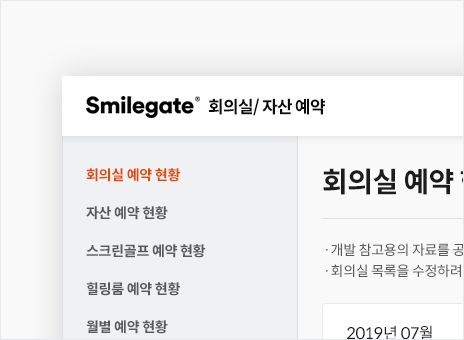 Smilegate® 회의실/ 자산 예약
회의실 예약 현황
자산 예약 현황
스크린골프 예약 현황
힐링룸 예약 현황
월별 예약 현황
회의실 예약
· 개발 참고용의 자료를 공
· 회의실 목록을 수정하려
2019년 07월